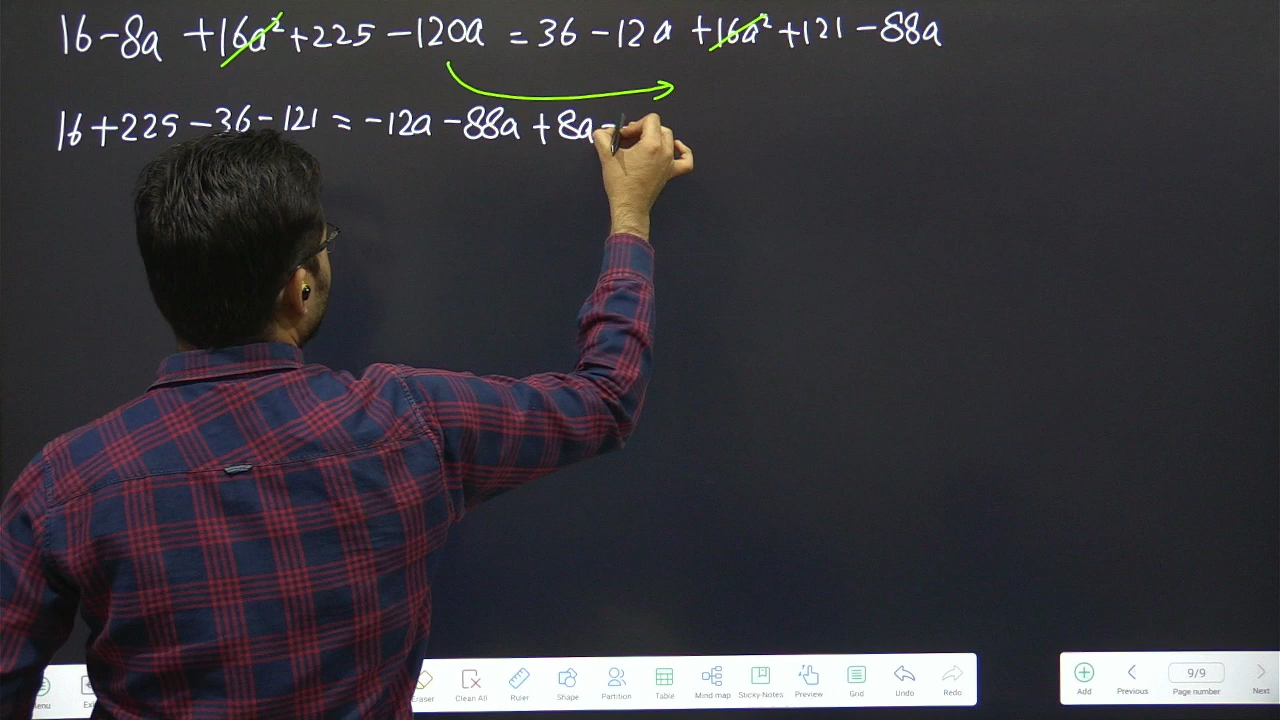 16-8a +16a²+225 -120a = 36 -12a +16a² +121 -88a
16+225 -36-121 = -12a -88a +8a
Eraser Clean All Ruler Shape Partition Table Mind map Sticky-Notes Preview Grid Undo Redo Add Previous 9/9 Page number Next